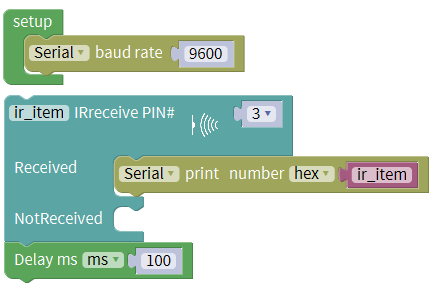 setup
Serial baud rate 9600
ir_item IRreceive PIN# 3
Received Serial print number hex ir_item
NotReceived
Delay ms ms 100